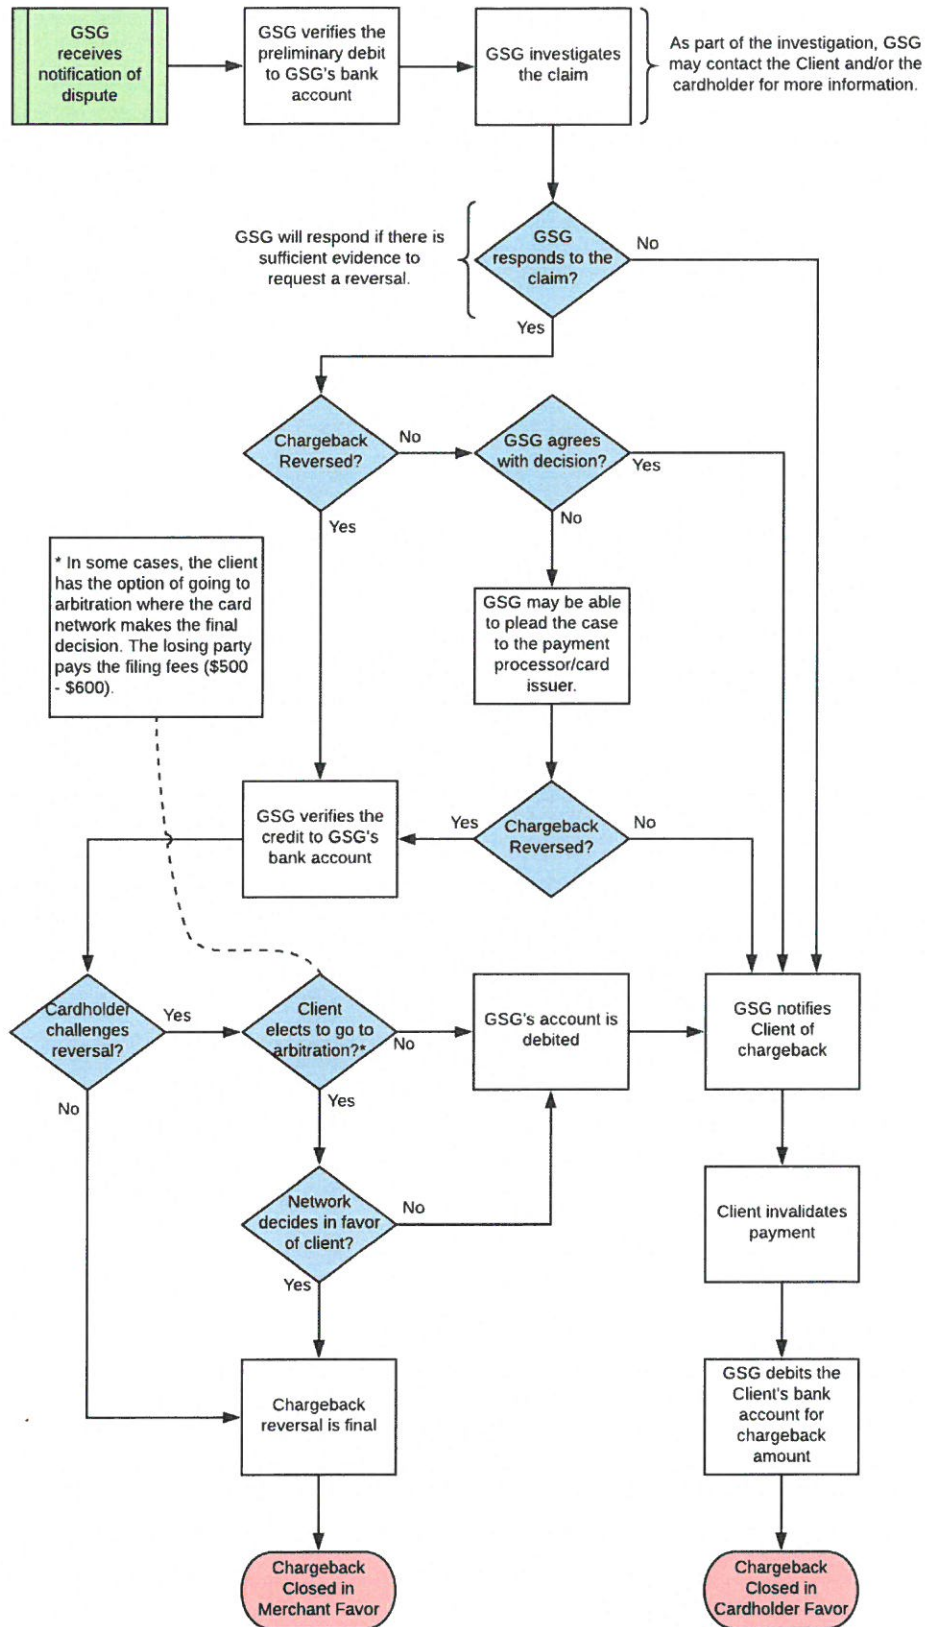 GSG
receives
notification of
dispute
GSG verifies the
preliminary debit
to GSG's bank
account
GSG investigates
the claim
As part of the investigation, GSG
may contact the Client and/or the
cardholder for more information.
GSG will respond if there is
sufficient evidence to
request a reversal.
GSG
responds to the
claim?
No
Yes
Chargeback
Reversed?
No
GSG agrees
with decision?
Yes
Yes
No
* In some cases, the client
has the option of going to
arbitration where the card
network makes the final
decision. The losing party
pays the filing fees ($500
- $600).
GSG may be able
to plead the case
to the payment
processor/card
issuer.
GSG verifies the
credit to GSG's
bank account
Yes
Chargeback
Reversed?
No
Cardholder
challenges
reversal?
Yes
Client
elects to go to
arbitration?*
No
GSG's account is
debited
GSG notifies
Client of
chargeback
No
Yes
Network
decides in favor
of client?
No
Client invalidates
payment
Yes
Chargeback
reversal is final
GSG debits the
Client's bank
account for
chargeback
amount
Chargeback
Closed in
Merchant Favor
Chargeback
Closed in
Cardholder Favor